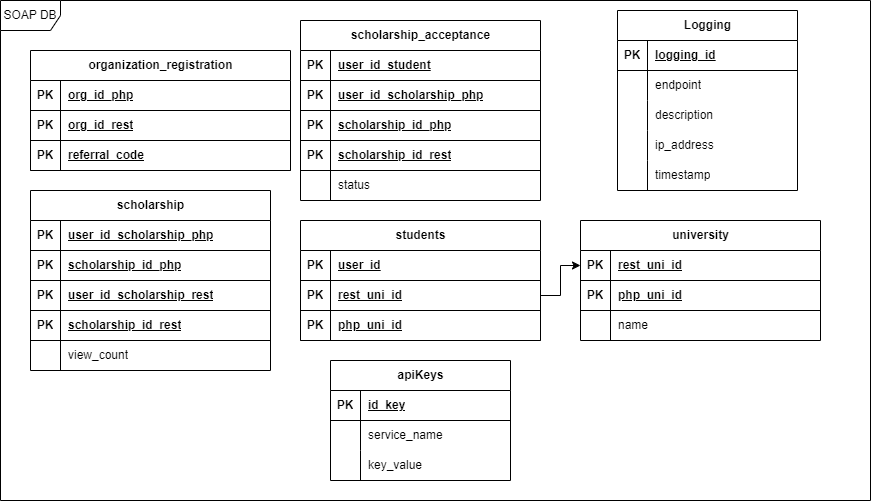 SOAP DB
organization_registration
PK org_id_php
PK org_id_rest
PK referral_code
scholarship_acceptance
PK user_id_student
PK user_id_scholarship_php
PK scholarship_id_php
PK scholarship_id_rest
status
Logging
PK logging_id
endpoint
description
ip_address
timestamp
scholarship
PK user_id_scholarship_php
PK scholarship_id_php
PK user_id_scholarship_rest
PK scholarship_id_rest
view_count
students
PK user_id
PK rest_uni_id
PK php_uni_id
university
PK rest_uni_id
PK php_uni_id
name
apiKeys
PK id_key
service_name
key_value